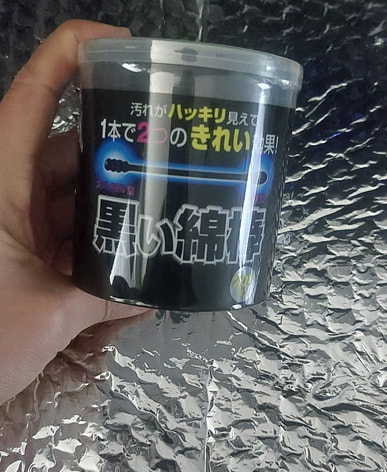 汚れがハッキリ見えて
1本で2つのきれい効果!
黒い綿棒